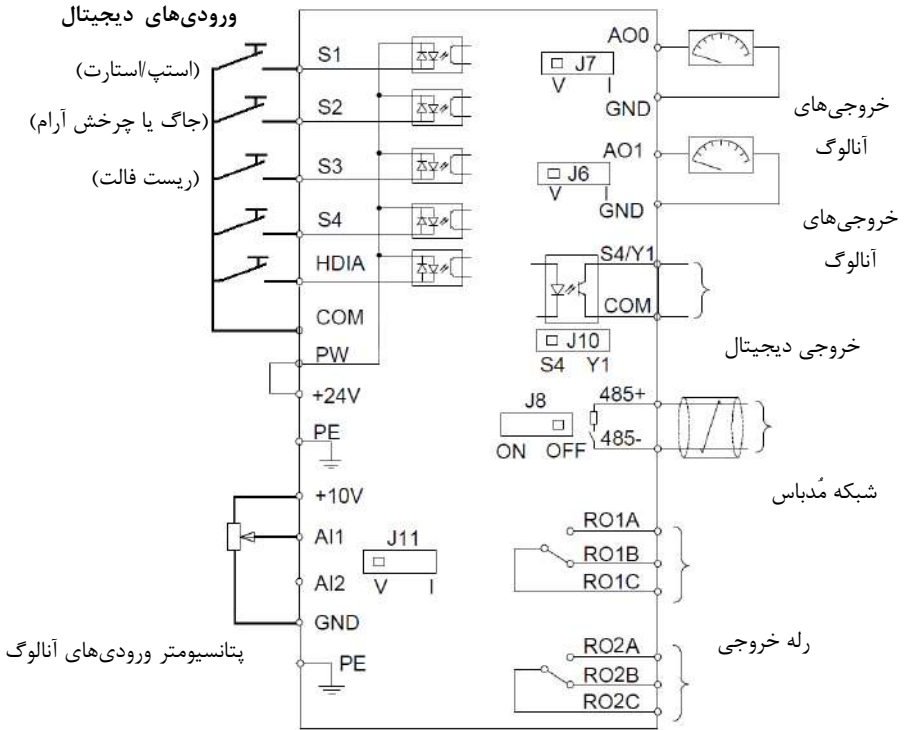 ورودی‌های دیجیتال
S1
(استپ/استارت)
S2
(جاگ یا چرخش آرام)
S3
(ریست فالت)
S4
HDIA
COM
PW
+24V
PE
+10V
AI1
AI2
GND
پتانسیومتر ورودی‌های آنالوگ
PE
J11
V I
AO0
J7
V I
GND
خروجی‌های
آنالوگ
AO1
J6
V I
GND
خروجی‌های
آنالوگ
S4/Y1
COM
J10
S4 Y1
خروجی دیجیتال
485+
J8
ON OFF
485-
شبکه مُدباس
RO1A
RO1B
RO1C
رله خروجی
RO2A
RO2B
RO2C